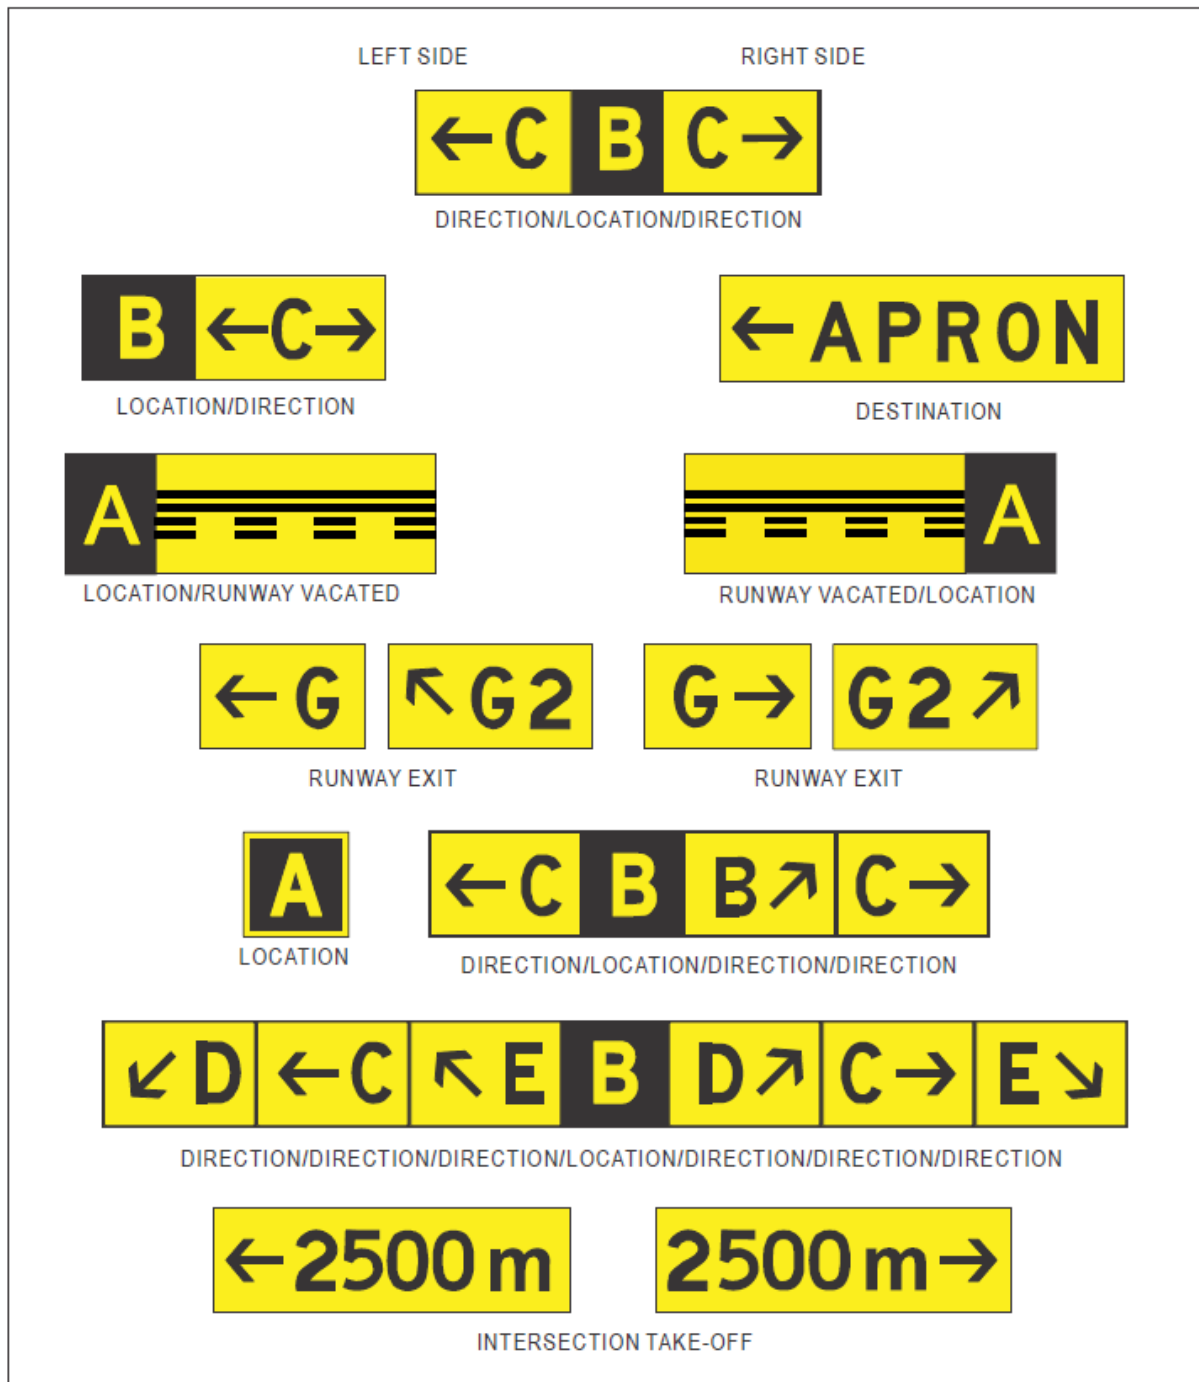 LEFT SIDE RIGHT SIDE
←C B C→
DIRECTION/LOCATION/DIRECTION
B ←C→ ←APRON
LOCATION/DIRECTION DESTINATION
A A
LOCATION/RUNWAY VACATED RUNWAY VACATED/LOCATION
←G ↖G2 G→ G2↗
RUNWAY EXIT RUNWAY EXIT
A ←C B B↗ C→
LOCATION DIRECTION/LOCATION/DIRECTION/DIRECTION
↙D ←C ↖E B D↗ C→ E↘
DIRECTION/DIRECTION/DIRECTION/LOCATION/DIRECTION/DIRECTION/DIRECTION
←2500m 2500m→
INTERSECTION TAKE-OFF